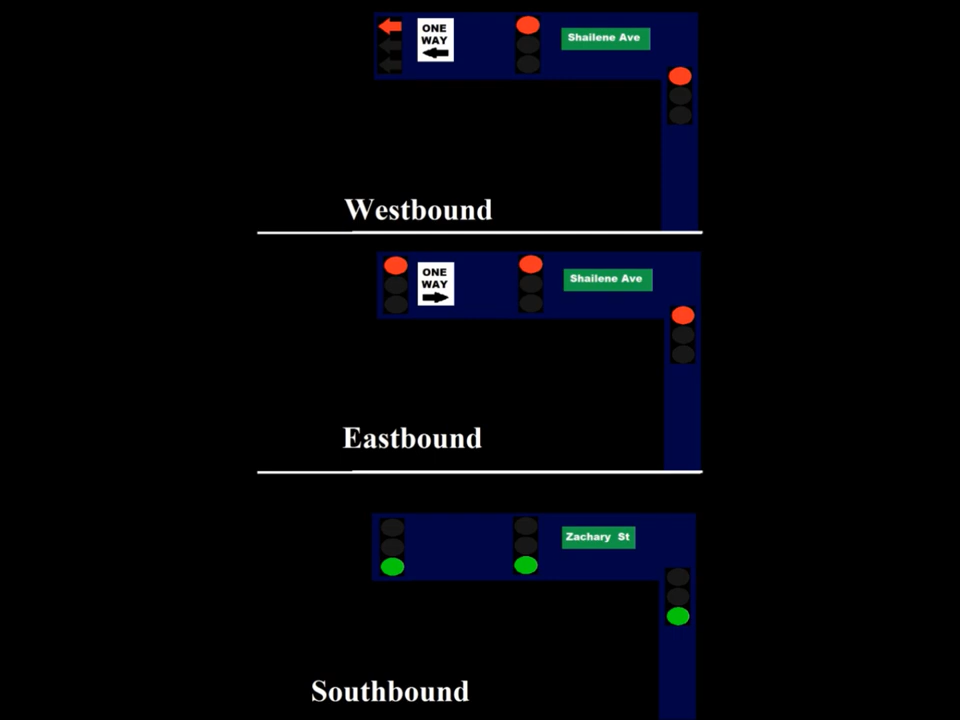 ONE
WAY
Shailene Ave
Westbound
ONE
WAY
Shailene Ave
Eastbound
Zachary St
Southbound